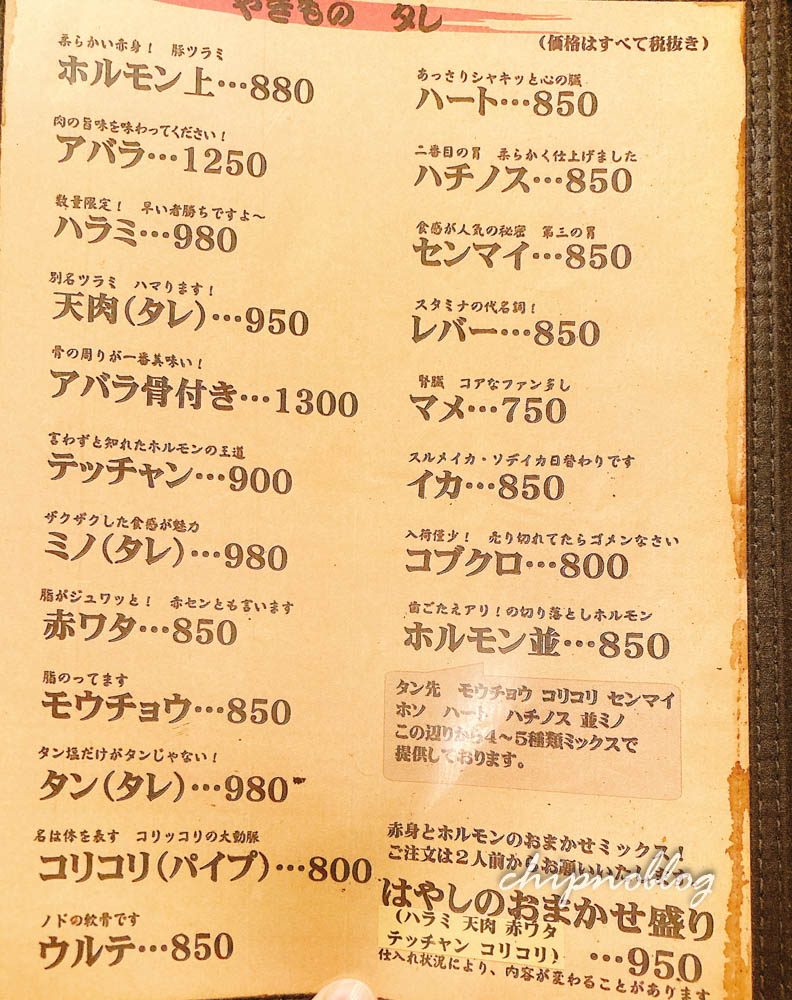 やきもの タレ
(価格はすべて税抜き)
柔らかい赤身! 豚ツラミ
ホルモン上…880
肉の旨味を味わってください!
アバラ…1250
数量限定! 早い者勝ちですよ〜
ハラミ…980
別名ツラミ ハマります!
天肉(タレ)…950
骨の周りが一番美味い!
アバラ骨付き…1300
言わずと知れたホルモンの王道
テッチャン…900
ザクザクした食感が魅力
ミノ(タレ)…980
脂がジュワッと! 赤センとも言います
赤ワタ…850
脂のってます
モウチョウ…850
タン塩だけがタンじゃない!
タン(タレ)…980
名は体を表す コリッコリの大動脈
コリコリ(パイプ)…800
ノドの軟骨です
ウルテ…850
あっさりシャキッと心の臓
ハート…850
二番目の胃 柔らかく仕上げました
ハチノス…850
食感が人気の秘密 第三の胃
センマイ…850
スタミナの代名詞!
レバー…850
腎臓 コアなファン多し
マメ…750
スルメイカ・ソデイカ日替わりです
イカ…850
入荷僅少! 売り切れてたらゴメンなさい
コブクロ…800
歯ごたえアリ!の切り落としホルモン
ホルモン並…850
タン先 モウチョウ コリコリ センマイ
ホソ ハート ハチノス 並ミノ
この辺りから4〜5種類ミックスで
提供しております。
赤身とホルモンのおまかせミックス!
ご注文は2人前からお願いいたします
chipnoblog
はやしのおまかせ盛り
(ハラミ 天肉 赤ワタ
テッチャン コリコリ)
…950
仕入れ状況により、内容が変わることがあります